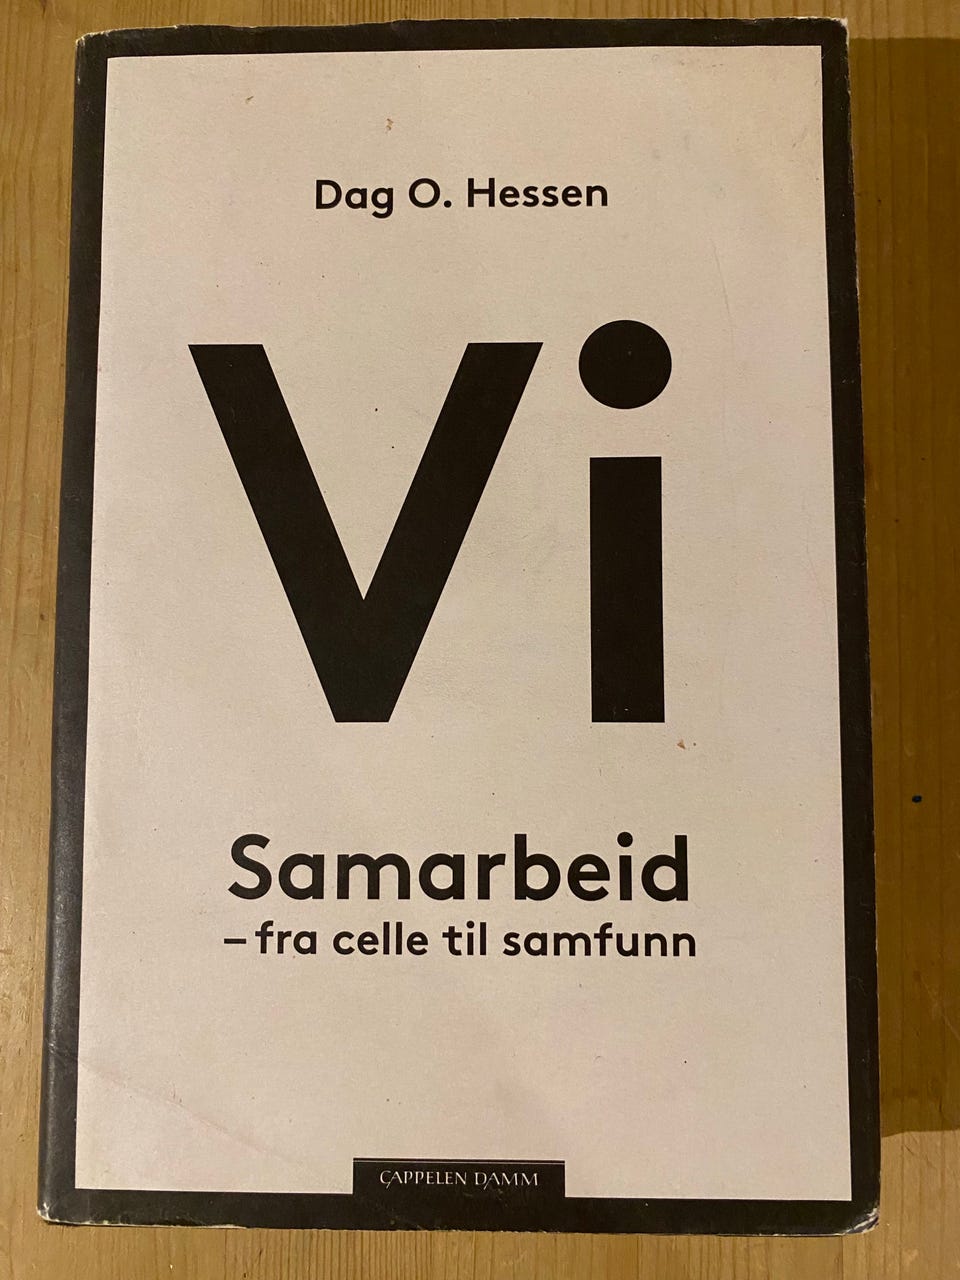 Dag O. Hessen
Vi
Samarbeid
– fra celle til samfunn
CAPPELEN DAMM